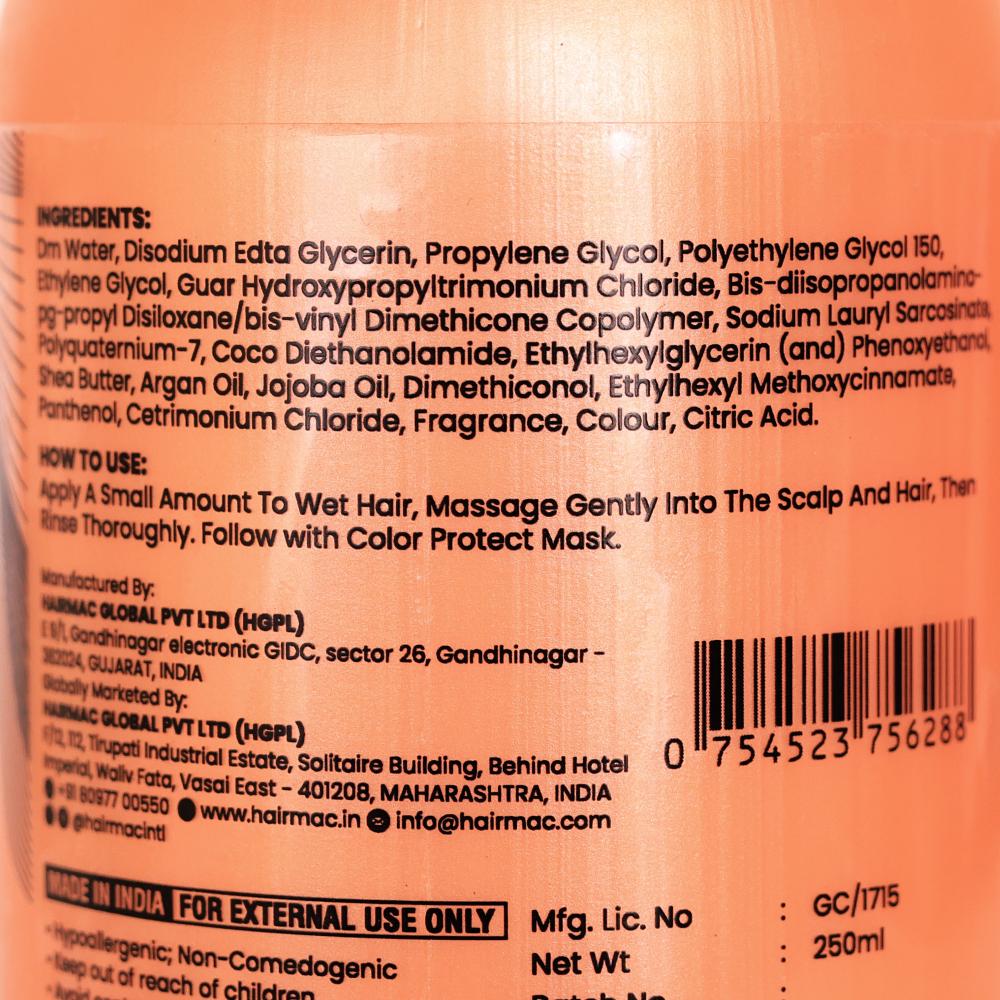 INGREDIENTS:
Dm Water, Disodium Edta Glycerin, Propylene Glycol, Polyethylene Glycol 150,
Ethylene Glycol, Guar Hydroxypropyltrimonium Chloride, Bis-diisopropanolamino-
pg-propyl Disiloxane/bis-vinyl Dimethicone Copolymer, Sodium Lauryl Sarcosinate,
Polyquaternium-7, Coco Diethanolamide, Ethylhexylglycerin (and) Phenoxyethanol,
Shea Butter, Argan Oil, Jojoba Oil, Dimethiconol, Ethylhexyl Methoxycinnamate,
Panthenol, Cetrimonium Chloride, Fragrance, Colour, Citric Acid.
HOW TO USE:
Apply A Small Amount To Wet Hair, Massage Gently Into The Scalp And Hair, Then
Rinse Thoroughly. Follow with Color Protect Mask.
Manufactured By:
HAIRMAC GLOBAL PVT LTD (HGPL)
Gandhinagar electronic GIDC, sector 26, Gandhinagar -
382024, GUJARAT, INDIA
Globally Marketed By:
HAIRMAC GLOBAL PVT LTD (HGPL)
112, Tirupati Industrial Estate, Solitaire Building, Behind Hotel
Imperial, Waliv Fata, Vasai East - 401208, MAHARASHTRA, INDIA
+91 80977 00550 www.hairmac.in info@hairmac.com
@hairmacintl
0 754523 756288
MADE IN INDIA FOR EXTERNAL USE ONLY
- Hypoallergenic; Non-Comedogenic
- Keep out of reach of children
- Avoid
Mfg. Lic. No : GC/1715
Net Wt : 250ml
Batch No :